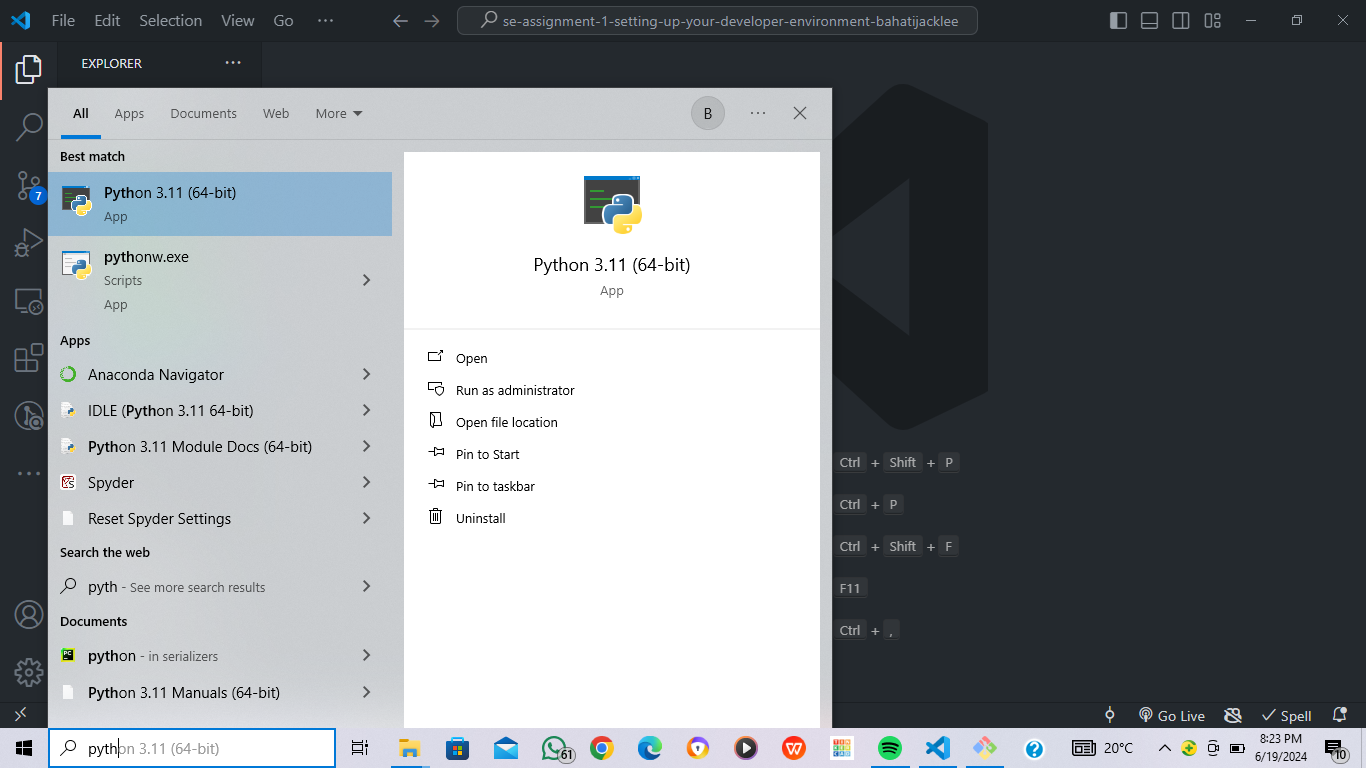 File Edit Selection View Go ···
se-assignment-1-setting-up-your-developer-environment-bahatijacklee
EXPLORER ···
7
All Apps Documents Web More
B
Best match
Python 3.11 (64-bit)
App
pythonw.exe
Scripts
App
Apps
Anaconda Navigator
IDLE (Python 3.11 64-bit)
Python 3.11 Module Docs (64-bit)
Spyder
Reset Spyder Settings
Search the web
pyth - See more search results
Documents
python - in serializers
Python 3.11 Manuals (64-bit)
Python 3.11 (64-bit)
App
Open
Run as administrator
Open file location
Pin to Start
Pin to taskbar
Uninstall
Ctrl + Shift + P
Ctrl + P
Ctrl + Shift + F
F11
Ctrl + ,
Go Live
Spell
python 3.11 (64-bit)
61
20°C
8:23 PM
6/19/2024
10